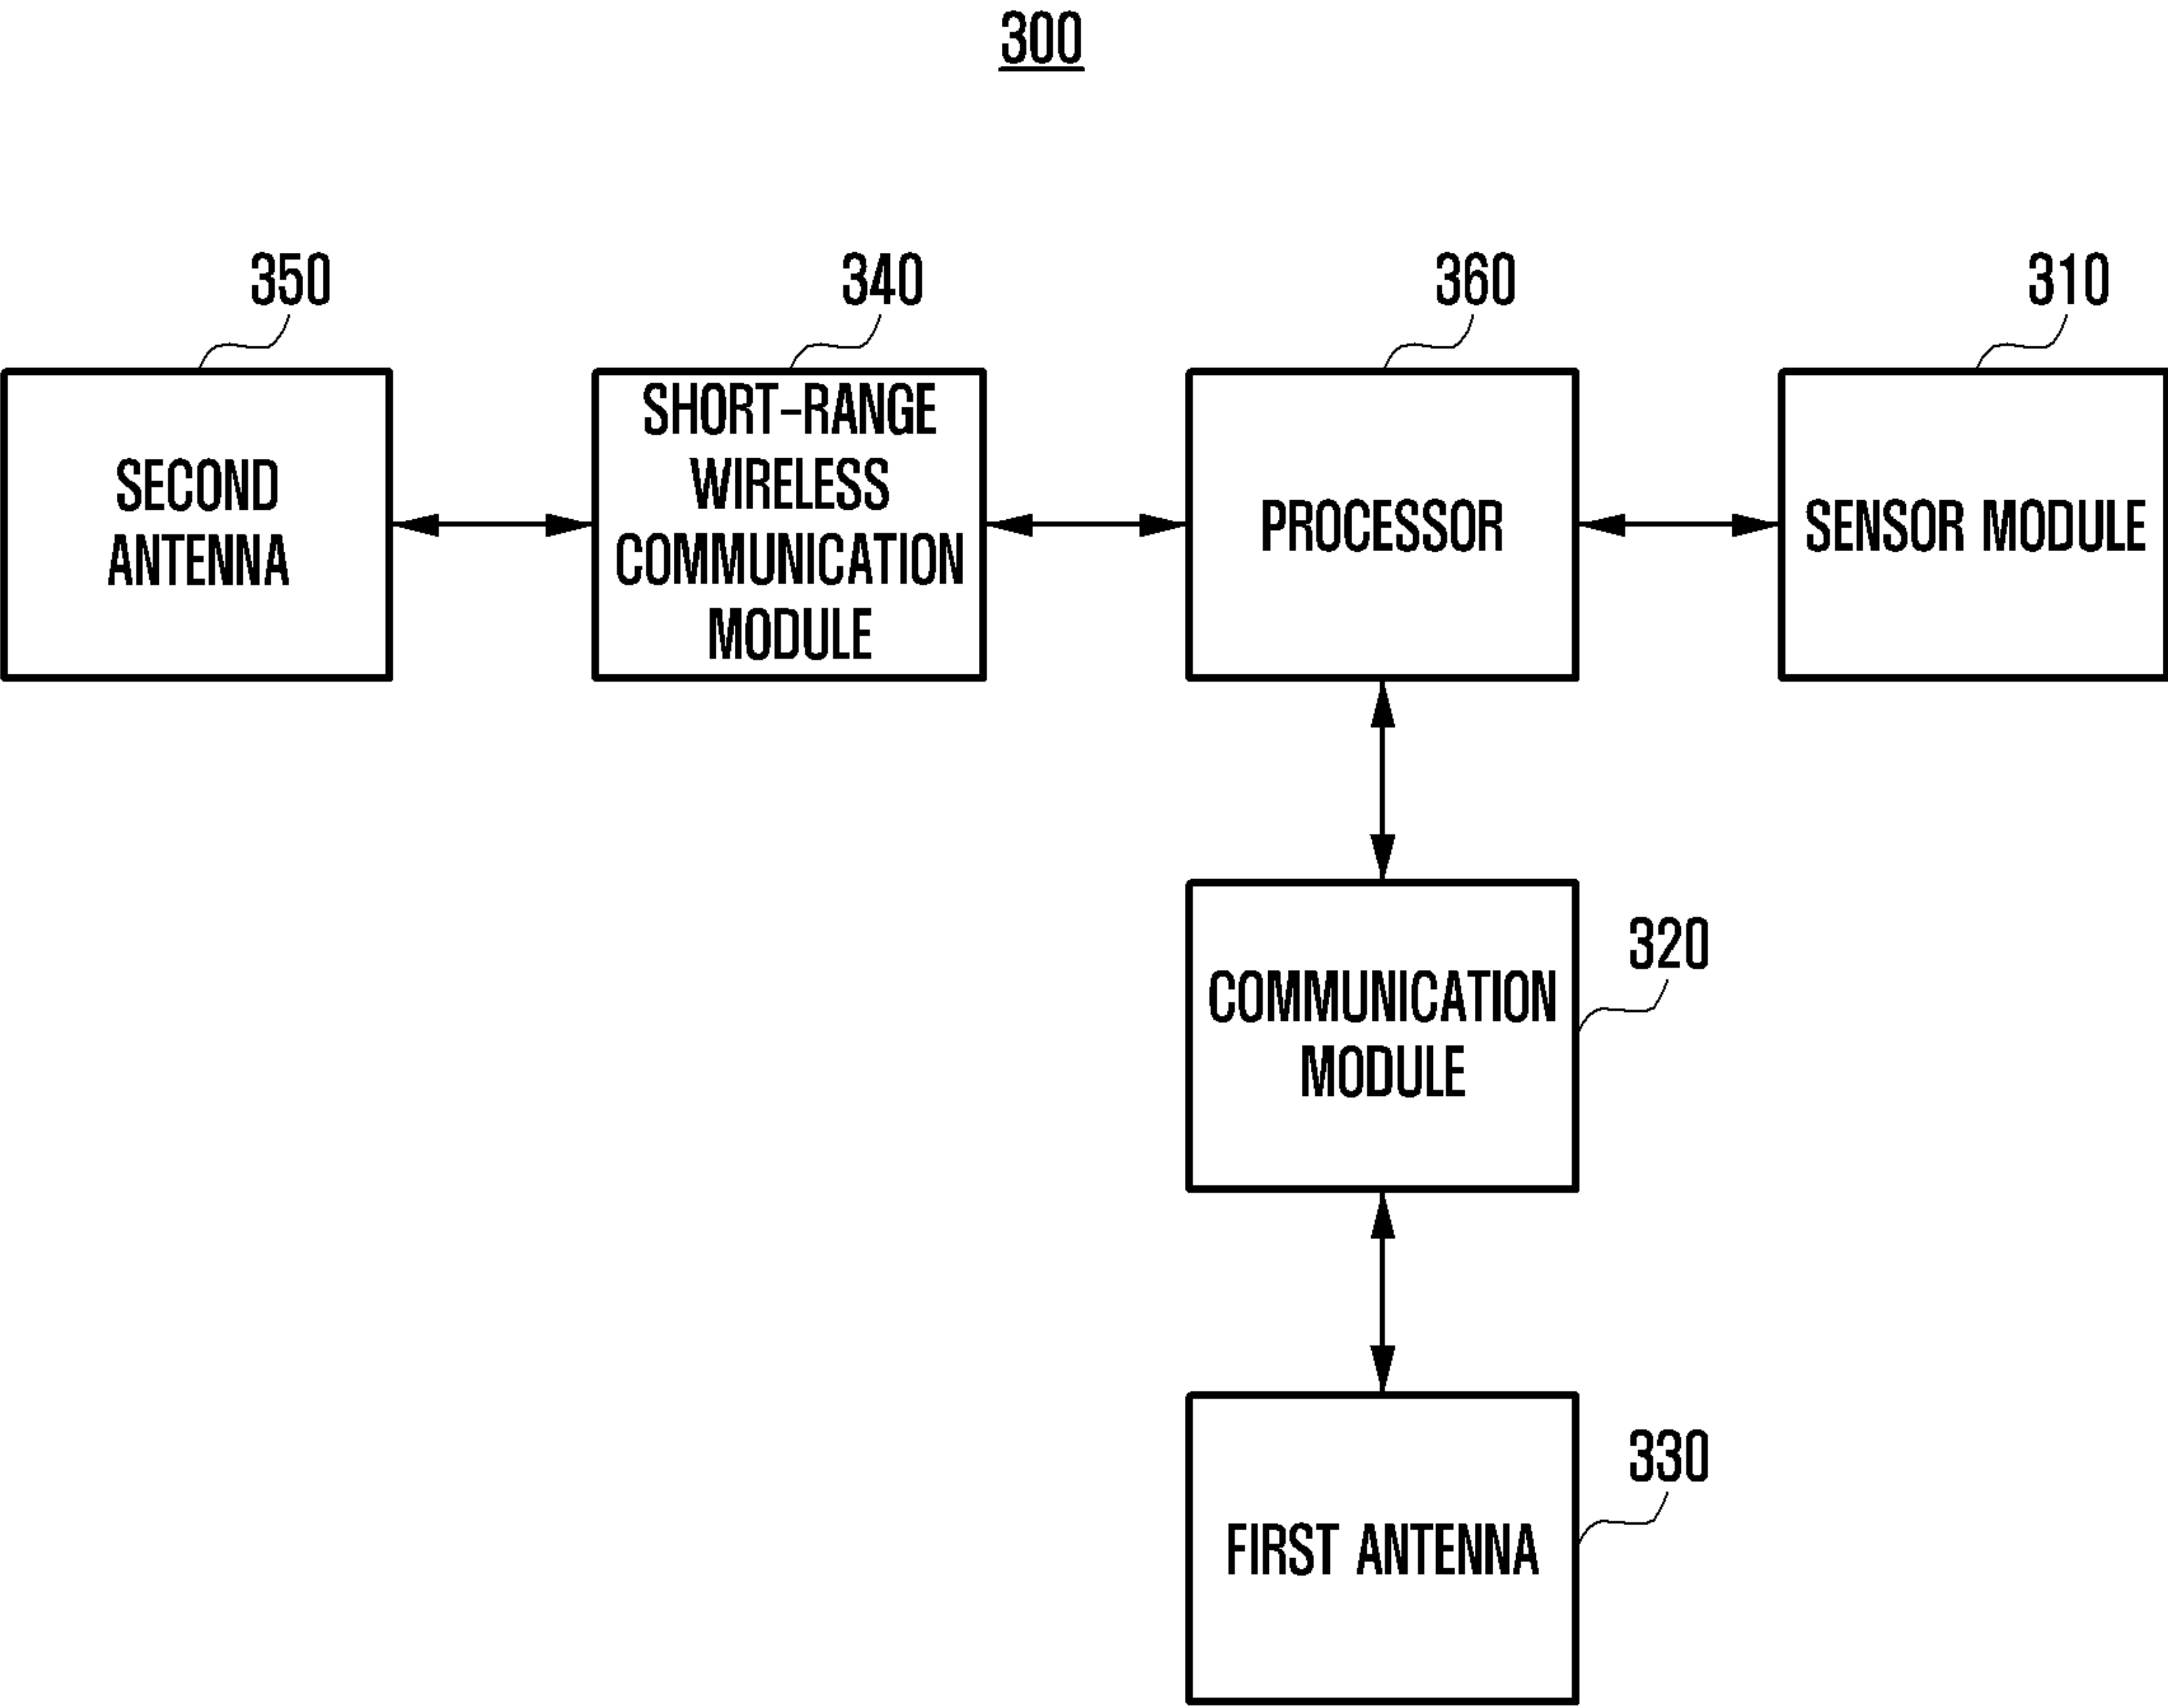 300
350
340
360
310
SECOND
ANTENNA
SHORT-RANGE
WIRELESS
COMMUNICATION
MODULE
PROCESSOR
SENSOR MODULE
COMMUNICATION
MODULE
320
FIRST ANTENNA
330